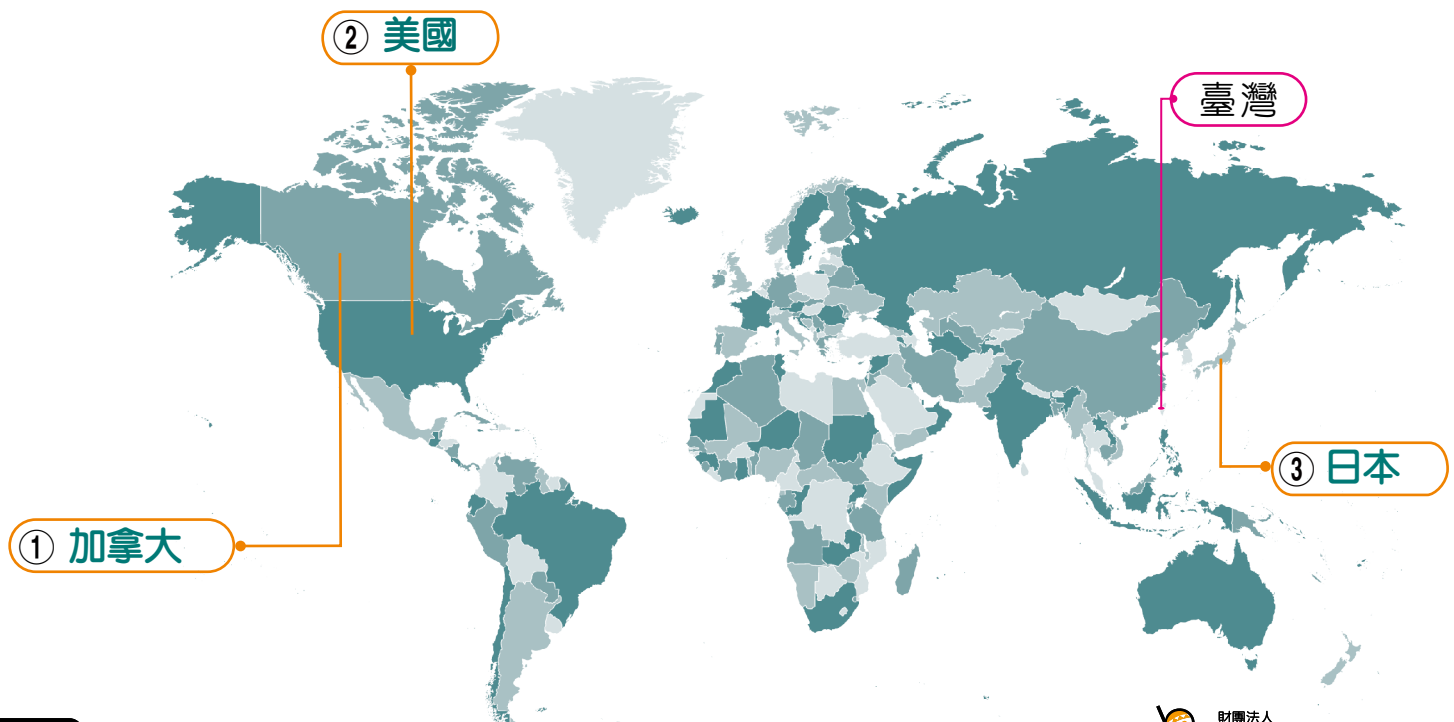 ② 美國
臺灣
③ 日本
① 加拿大
財團法人